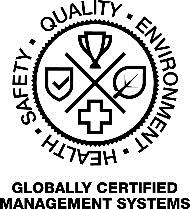 SAFETY • QUALITY • ENVIRONMENT • HEALTH •
GLOBALLY CERTIFIED
MANAGEMENT SYSTEMS